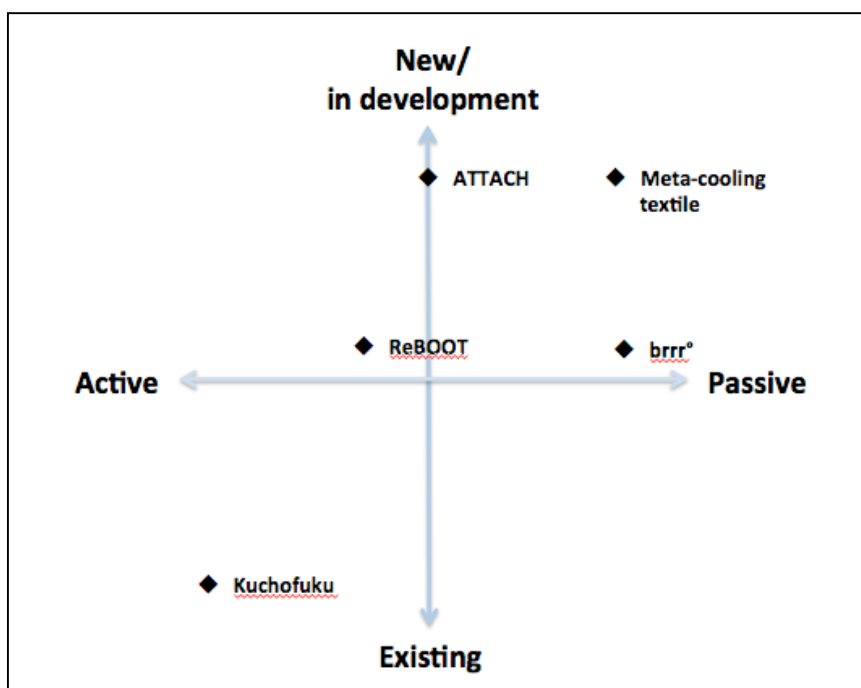 New/
in development
ATTACH
Meta-cooling
textile
ReBOOT
brrr°
Active
Passive
Kuchofuku
Existing